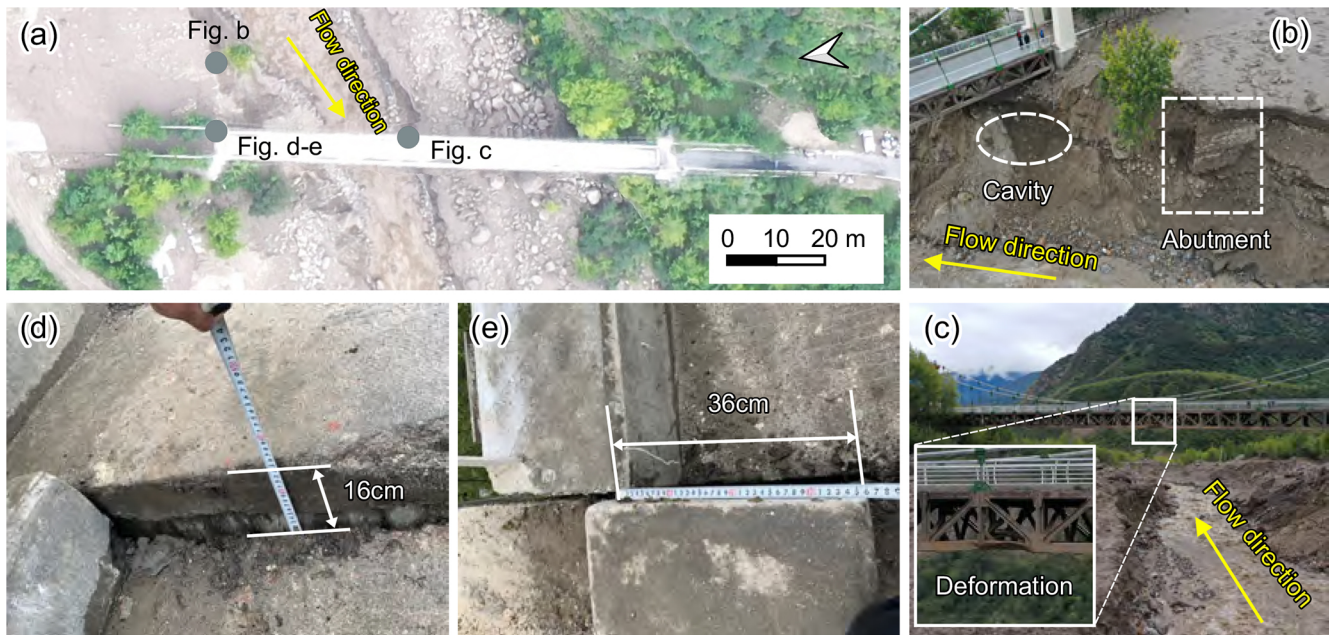 (a)
Fig. b
Flow direction
Fig. d-e
Fig. c
0 10 20 m
(b)
Cavity
Abutment
Flow direction
(d)
16cm
(e)
36cm
(c)
Deformation
Flow direction